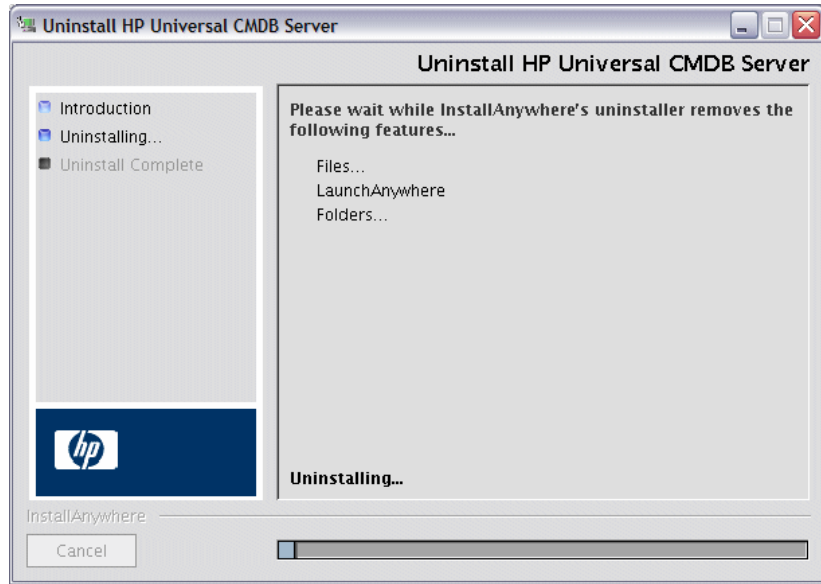 Uninstall HP Universal CMDB Server
Uninstall HP Universal CMDB Server
Introduction
Uninstalling...
Uninstall Complete
Please wait while InstallAnywhere's uninstaller removes the
following features...
Files...
LaunchAnywhere
Folders...
hp
Uninstalling...
InstallAnywhere
Cancel